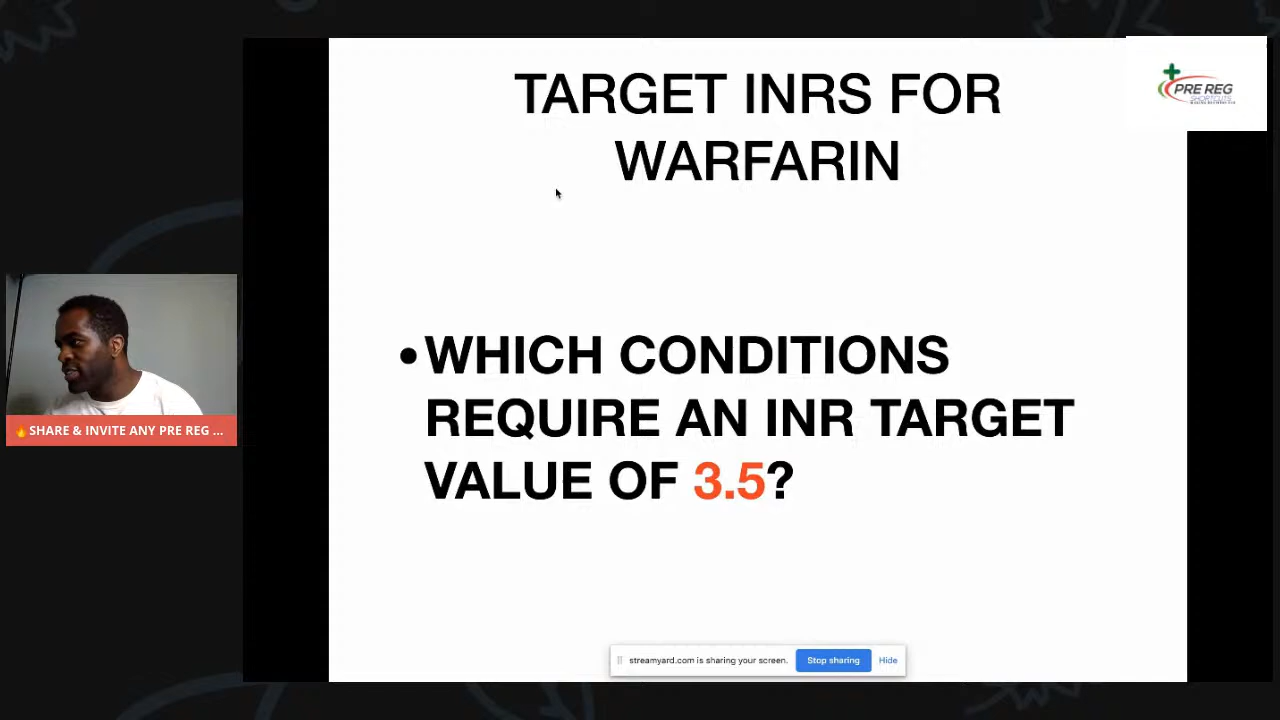 TARGET INRS FOR
WARFARIN
PRE REG
SHORTCUTS
•WHICH CONDITIONS
REQUIRE AN INR TARGET
VALUE OF 3.5?
🔥SHARE & INVITE ANY PRE REG ...
streamyard.com is sharing your screen.
Stop sharing
Hide